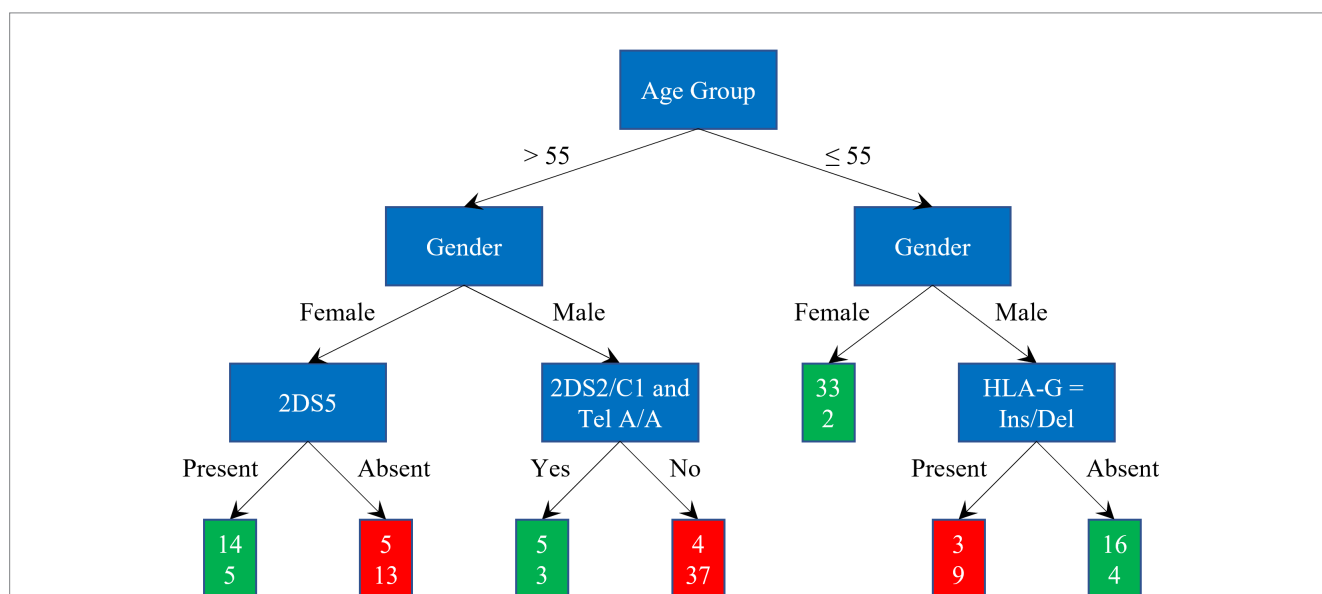 Age Group
> 55
≤ 55
Gender
Gender
Female
Male
Female
Male
2DS5
2DS2/C1 and
Tel A/A
33
2
HLA-G =
Ins/Del
Present
Absent
Yes
No
Present
Absent
14
5
5
13
5
3
4
37
3
9
16
4